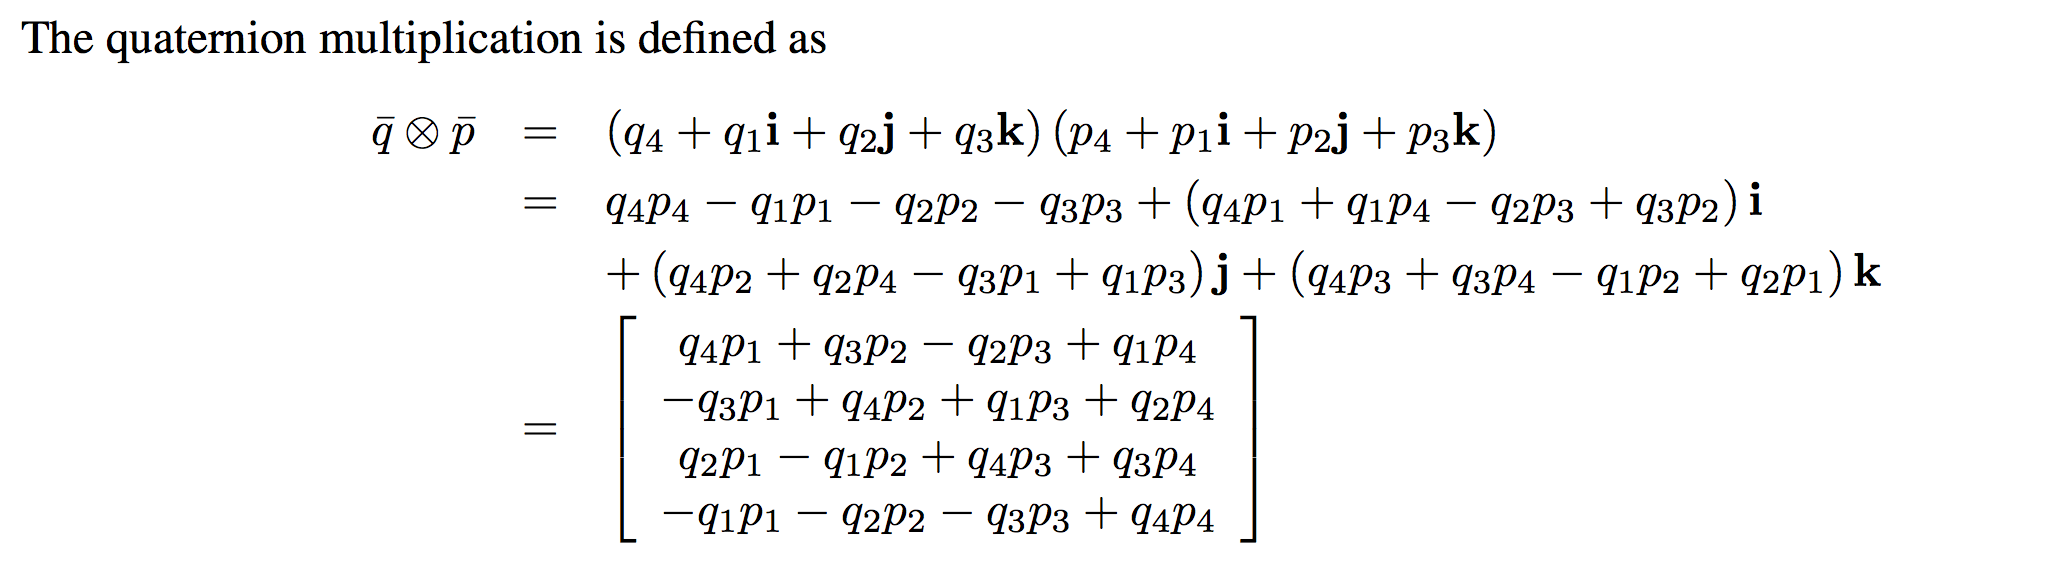 The quaternion multiplication is defined as
q̄ ⊗ p̄ = (q₄ + q₁𝐢 + q₂𝐣 + q₃𝐤) (p₄ + p₁𝐢 + p₂𝐣 + p₃𝐤)
= q₄p₄ − q₁p₁ − q₂p₂ − q₃p₃ + (q₄p₁ + q₁p₄ − q₂p₃ + q₃p₂) 𝐢
+ (q₄p₂ + q₂p₄ − q₃p₁ + q₁p₃) 𝐣 + (q₄p₃ + q₃p₄ − q₁p₂ + q₂p₁) 𝐤
= [ q₄p₁ + q₃p₂ − q₂p₃ + q₁p₄
−q₃p₁ + q₄p₂ + q₁p₃ + q₂p₄
q₂p₁ − q₁p₂ + q₄p₃ + q₃p₄
−q₁p₁ − q₂p₂ − q₃p₃ + q₄p₄ ]